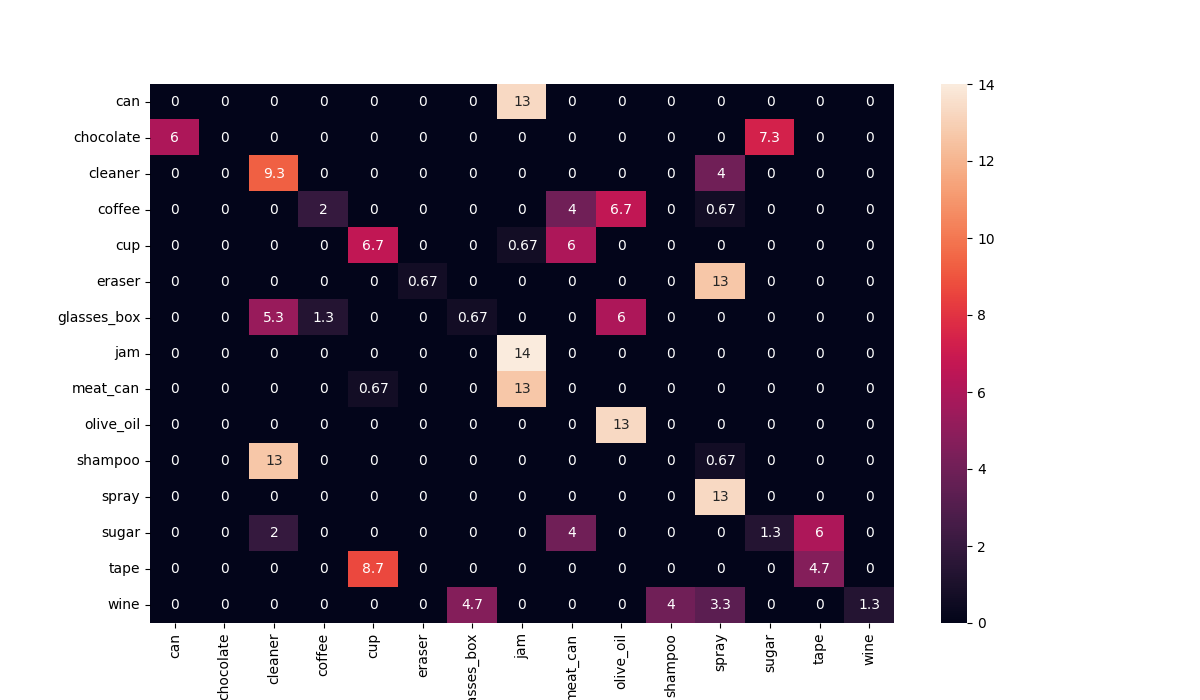 can 0 0 0 0 0 0 0 13 0 0 0 0 0 0 0
chocolate 6 0 0 0 0 0 0 0 0 0 0 0 7.3 0 0
cleaner 0 0 9.3 0 0 0 0 0 0 0 0 4 0 0 0
coffee 0 0 0 2 0 0 0 0 4 6.7 0 0.67 0 0 0
cup 0 0 0 0 6.7 0 0 0.67 6 0 0 0 0 0 0
eraser 0 0 0 0 0 0.67 0 0 0 0 0 13 0 0 0
glasses_box 0 0 5.3 1.3 0 0 0.67 0 0 6 0 0 0 0 0
jam 0 0 0 0 0 0 0 14 0 0 0 0 0 0 0
meat_can 0 0 0 0 0.67 0 0 13 0 0 0 0 0 0 0
olive_oil 0 0 0 0 0 0 0 0 0 13 0 0 0 0 0
shampoo 0 0 13 0 0 0 0 0 0 0 0 0.67 0 0 0
spray 0 0 0 0 0 0 0 0 0 0 0 13 0 0 0
sugar 0 0 2 0 0 0 0 0 4 0 0 0 1.3 6 0
tape 0 0 0 0 8.7 0 0 0 0 0 0 0 0 4.7 0
wine 0 0 0 0 0 0 4.7 0 0 0 4 3.3 0 0 1.3
can chocolate cleaner coffee cup eraser asses_box jam meat_can olive_oil shampoo spray sugar tape wine
14
12
10
8
6
4
2
0